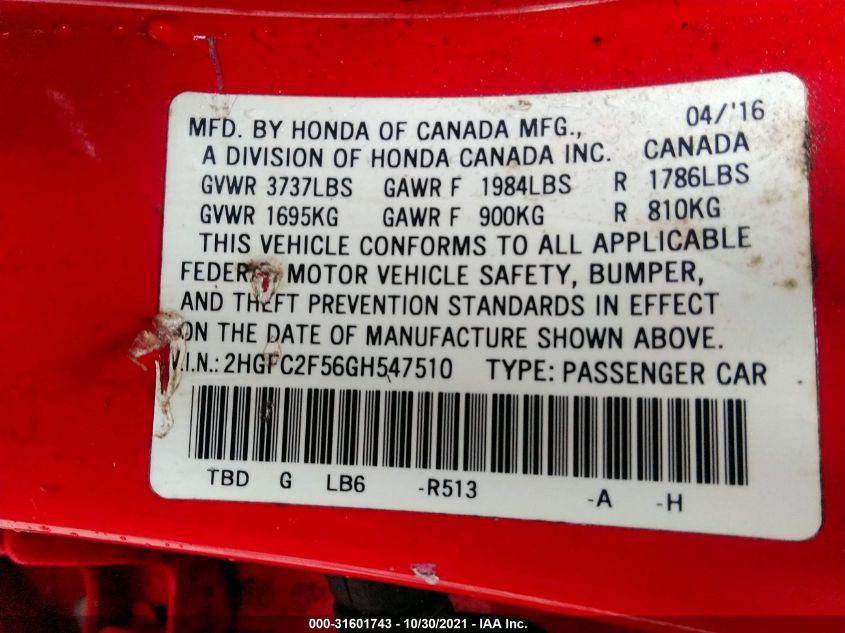 04/'16
MFD. BY HONDA OF CANADA MFG.,
A DIVISION OF HONDA CANADA INC. CANADA
GVWR 3737LBS GAWR F 1984LBS R 1786LBS
GVWR 1695KG GAWR F 900KG R 810KG
THIS VEHICLE CONFORMS TO ALL APPLICABLE
FEDER MOTOR VEHICLE SAFETY, BUMPER,
AND THEFT PREVENTION STANDARDS IN EFFECT
ON THE DATE OF MANUFACTURE SHOWN ABOVE.
V.I.N.: 2HGFC2F56GH547510 TYPE: PASSENGER CAR
TBD G LB6 -R513 -A -H
000-31601743 - 10/30/2021 - IAA Inc.